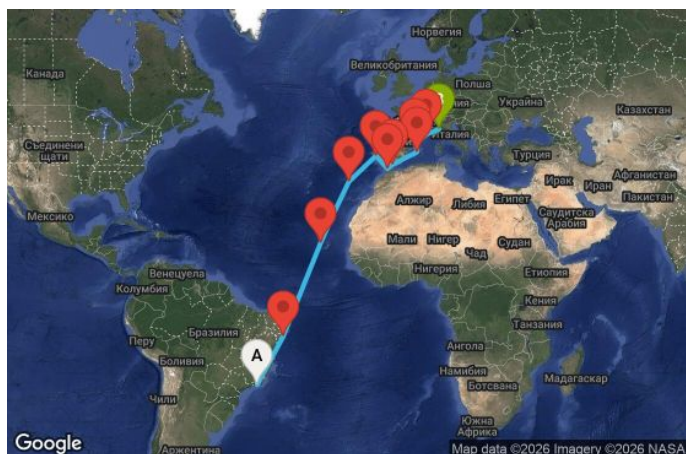 Норвегия
Великобритания
Полша
Украйна
Канада
Казахстан
Италия
Турция
Съединени
щати
Афганистан
Ирак
Иран
Алжир
Либия
Египет
Пакистан
Саудитска
Арабия
Мексико
Мали
Нигер
Чад
Судан
Нигерия
Венецуела
Етиопия
Колумбия
Кения
Бразилия
Танзания
Перу
Ангола
A
Боливия
Намибия
Ботсвана
Мадагаскар
Чили
Южна
Африка
Аржентина
Google
Map data ©2026 Imagery ©2026 NASA